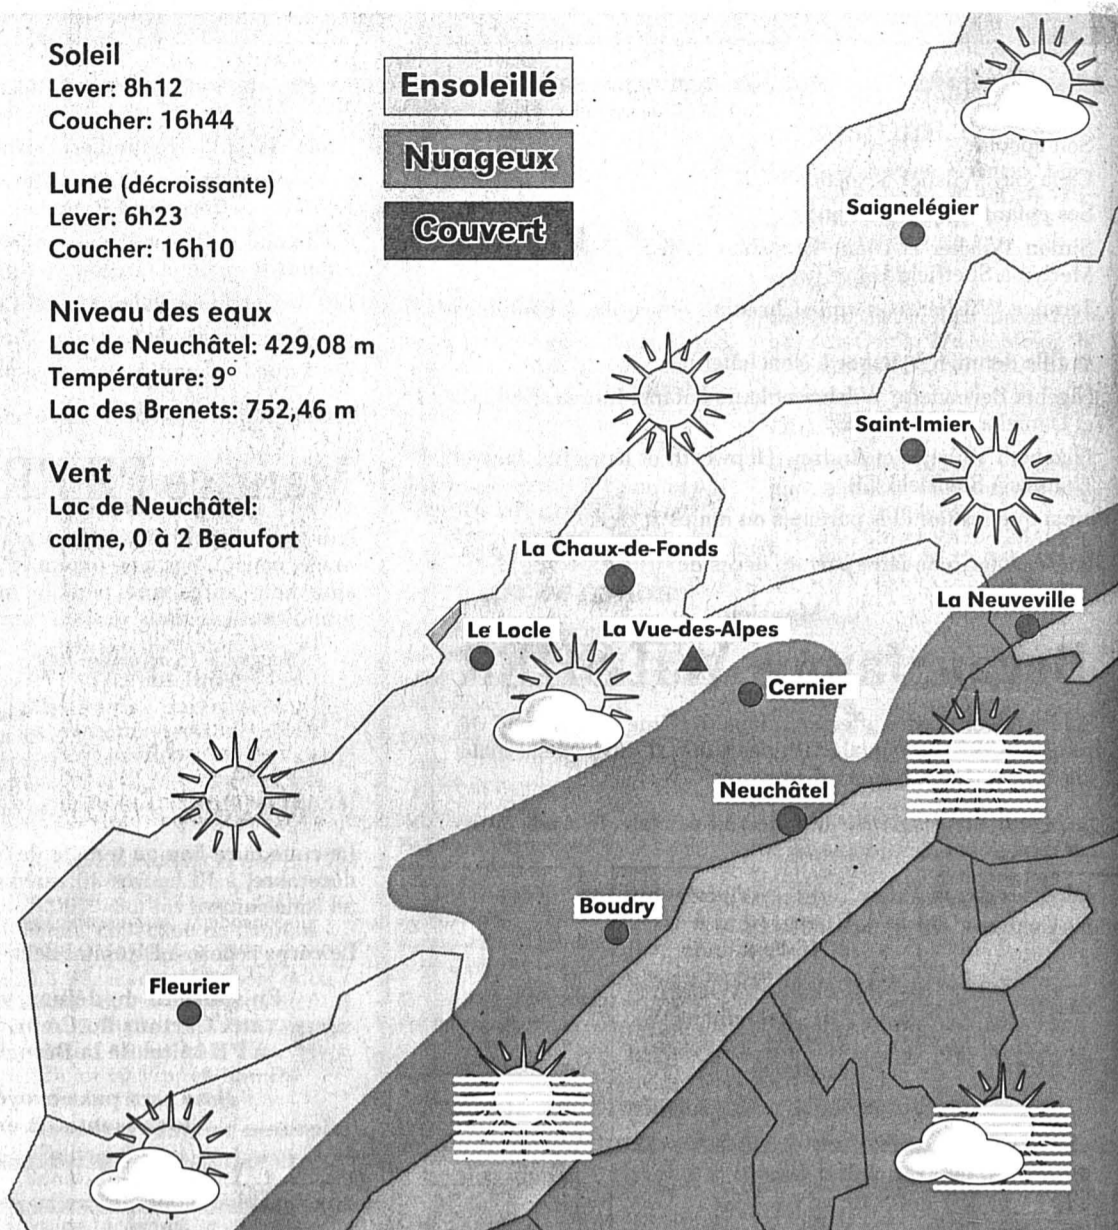 Soleil
Lever: 8h12
Coucher: 16h44
Lune (décroissante)
Lever: 6h23
Coucher: 16h10
Niveau des eaux
Lac de Neuchâtel: 429,08 m
Température: 9°
Lac des Brenets: 752,46 m
Vent
Lac de Neuchâtel:
calme, 0 à 2 Beaufort
Ensoleillé
Nuageux
Couvert
Saignelégier
Saint-Imier
La Chaux-de-Fonds
La Neuveville
Le Locle
La Vue-des-Alpes
Cernier
Neuchâtel
Boudry
Fleurier